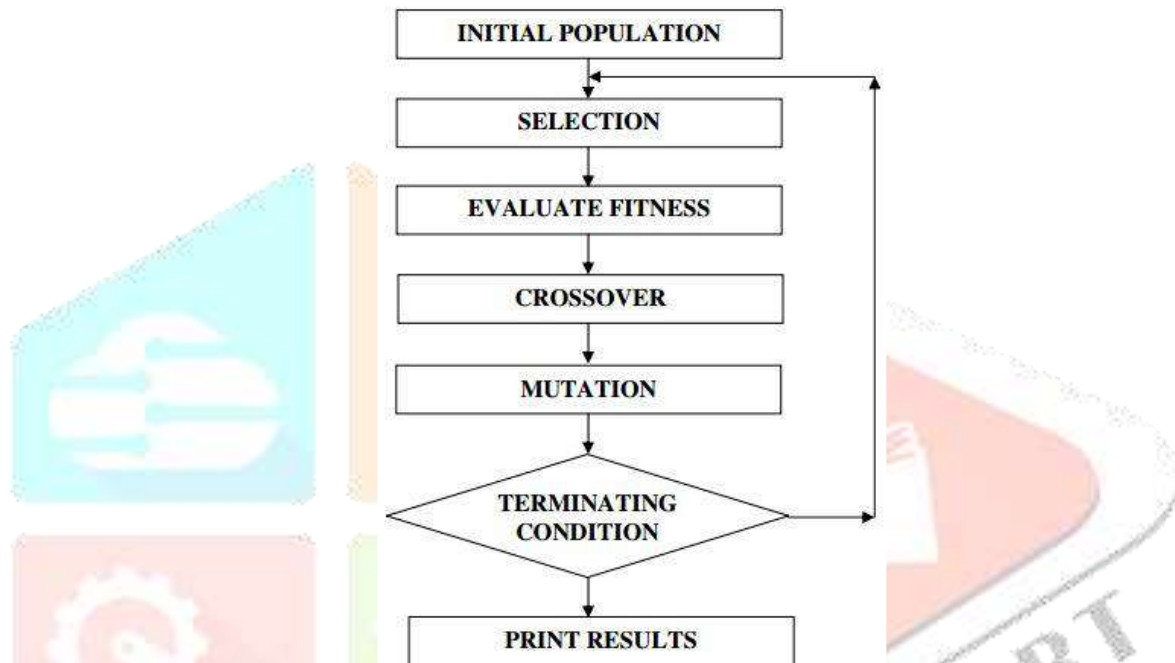 INITIAL POPULATION
SELECTION
EVALUATE FITNESS
CROSSOVER
MUTATION
TERMINATING
CONDITION
PRINT RESULTS